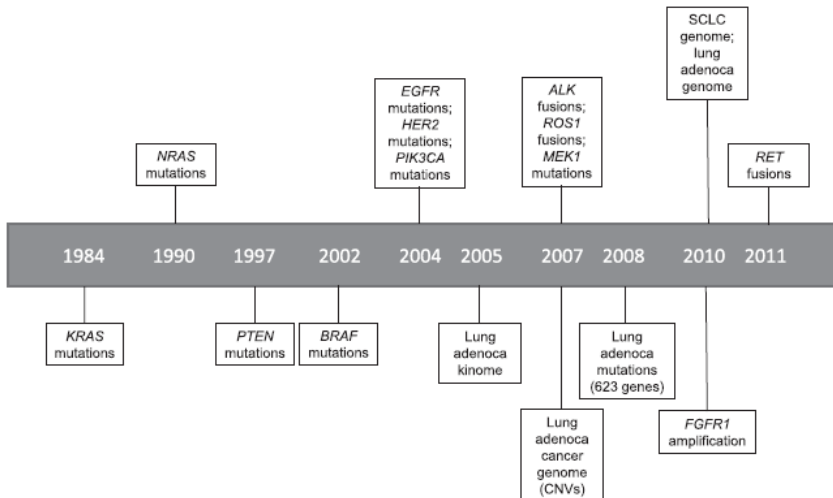 SCLC
genome;
lung
adenoca
genome
EGFR
mutations;
HER2
mutations;
PIK3CA
mutations
ALK
fusions;
ROS1
fusions;
MEK1
mutations
NRAS
mutations
RET
fusions
1984 1990 1997 2002 2004 2005 2007 2008 2010 2011
KRAS
mutations
PTEN
mutations
BRAF
mutations
Lung
adenoca
kinome
Lung
adenoca
mutations
(623 genes)
Lung
adenoca
cancer
genome
(CNVs)
FGFR1
amplification